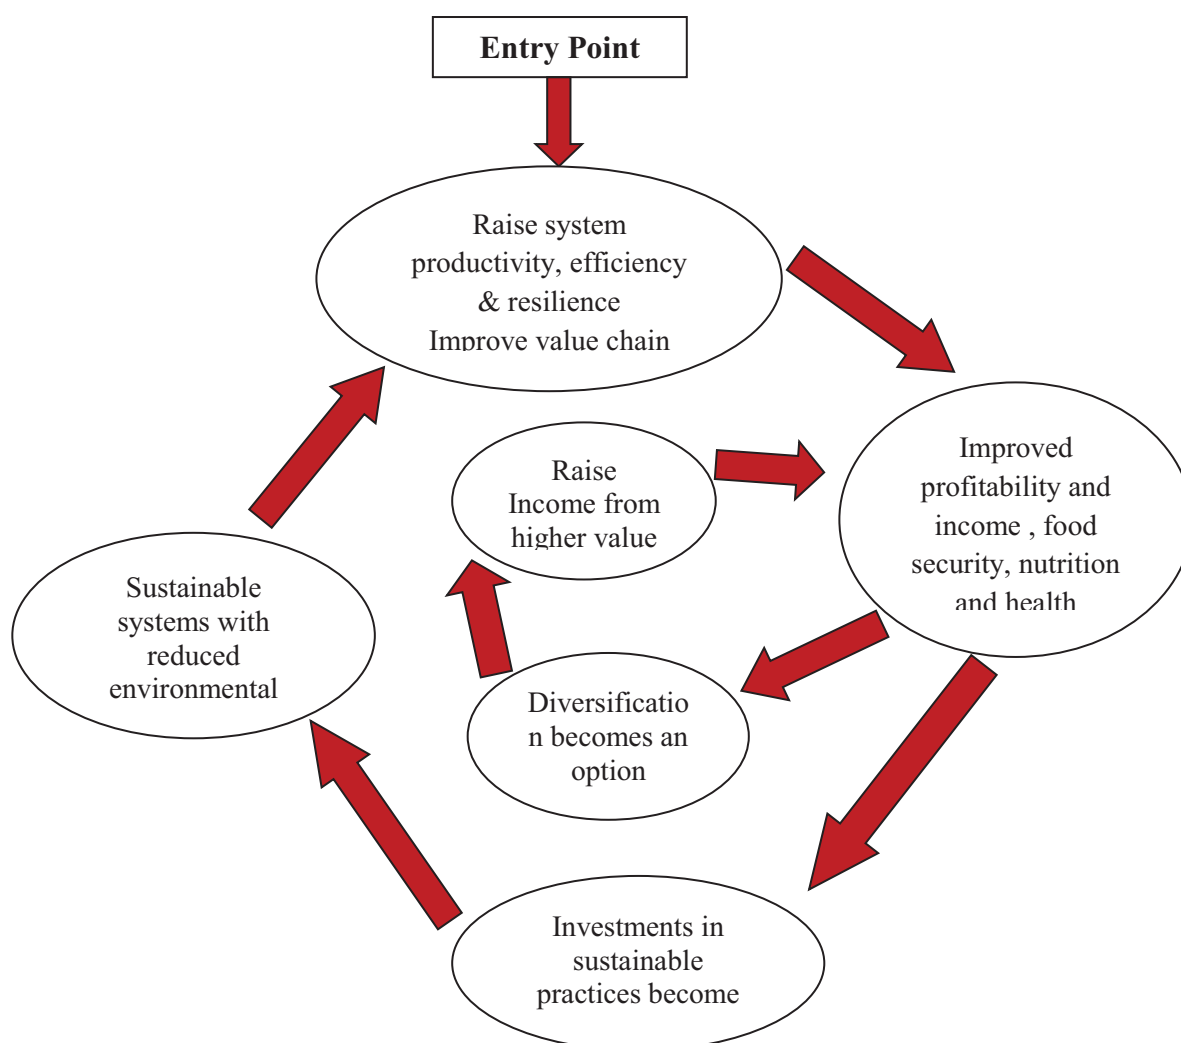 Entry Point
Raise system
productivity, efficiency
& resilience
Improve value chain
Raise
Income from
higher value
Improved
profitability and
income , food
security, nutrition
and health
Sustainable
systems with
reduced
environmental
Diversificatio
n becomes an
option
Investments in
sustainable
practices become